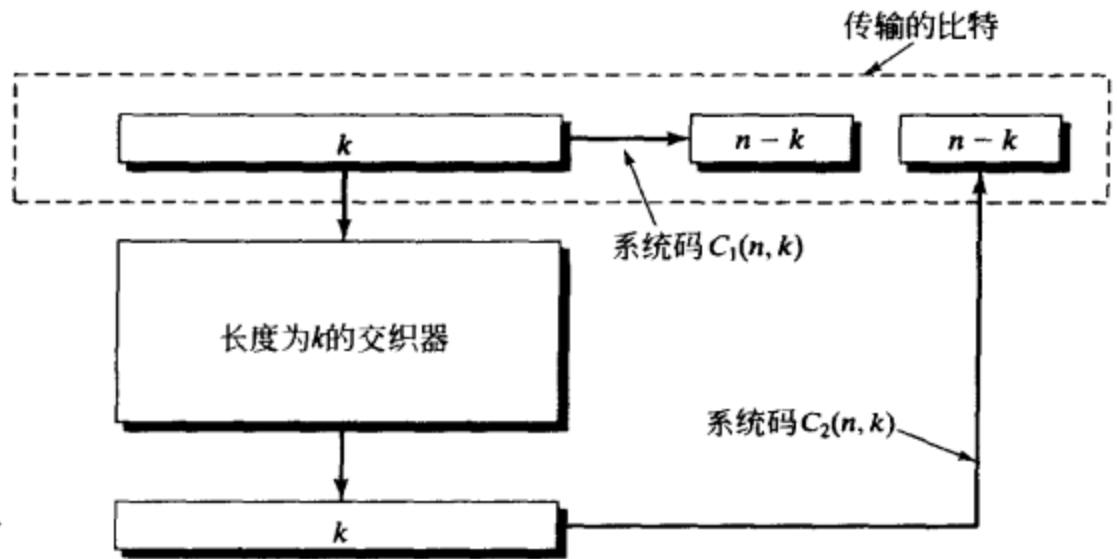 传输的比特
k
n − k
n − k
系统码 C₁(n, k)
长度为k的交织器
系统码 C₂(n, k)
k